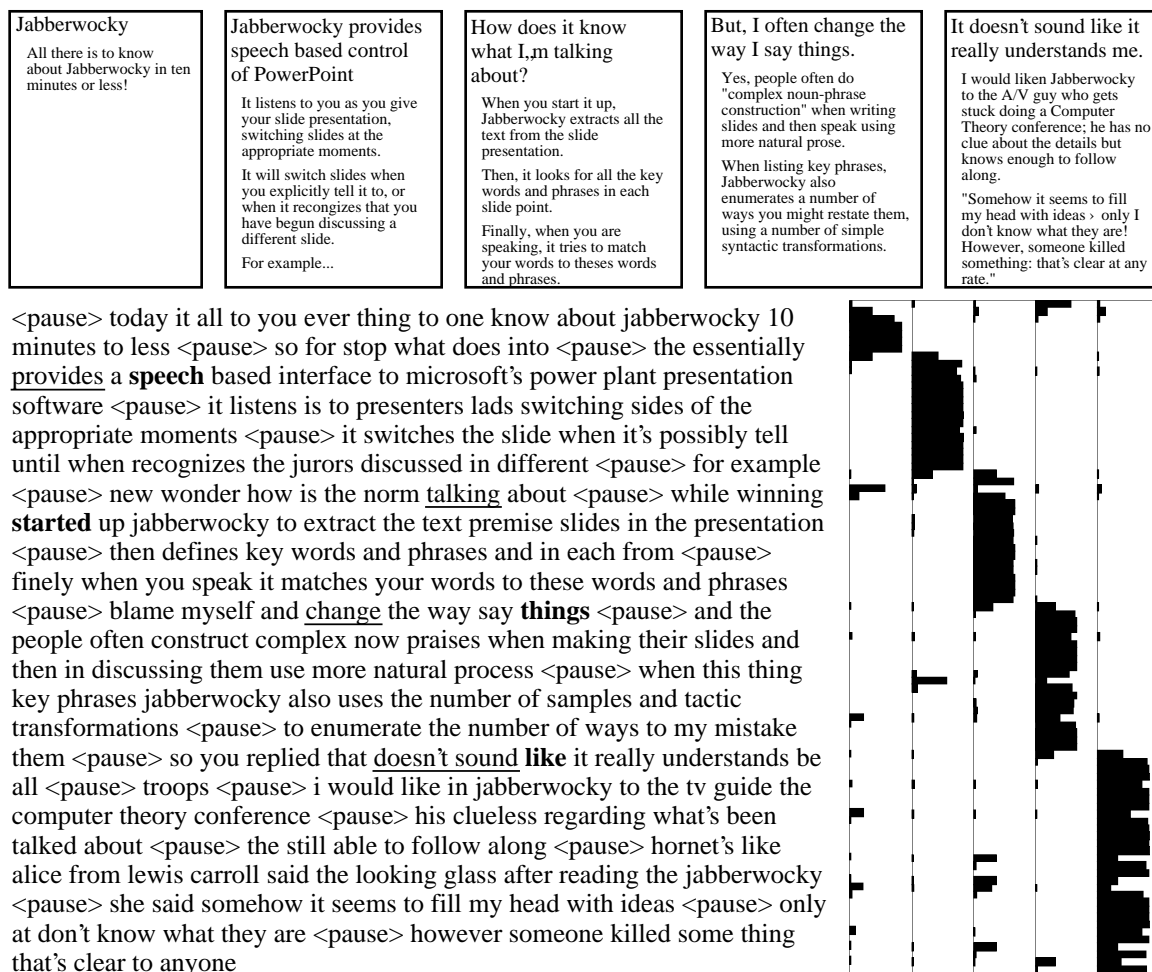 Jabberwocky
All there is to know
about Jabberwocky in ten
minutes or less!
Jabberwocky provides
speech based control
of PowerPoint
It listens to you as you give
your slide presentation,
switching slides at the
appropriate moments.
It will switch slides when
you explicitly tell it to, or
when it recongizes that you
have begun discussing a
different slide.
For example...
How does it know
what I„m talking
about?
When you start it up,
Jabberwocky extracts all the
text from the slide
presentation.
Then, it looks for all the key
words and phrases in each
slide point.
Finally, when you are
speaking, it tries to match
your words to theses words
and phrases.
But, I often change the
way I say things.
Yes, people often do
"complex noun-phrase
construction" when writing
slides and then speak using
more natural prose.
When listing key phrases,
Jabberwocky also
enumerates a number of
ways you might restate them,
using a number of simple
syntactic transformations.
It doesn't sound like it
really understands me.
I would liken Jabberwocky
to the A/V guy who gets
stuck doing a Computer
Theory conference; he has no
clue about the details but
knows enough to follow
along.
"Somehow it seems to fill
my head with ideas › only I
don't know what they are!
However, someone killed
something: that's clear at any
rate."
<pause> today it all to you ever thing to one know about jabberwocky 10
minutes to less <pause> so for stop what does into <pause> the essentially
provides a speech based interface to microsoft's power plant presentation
software <pause> it listens is to presenters lads switching sides of the
appropriate moments <pause> it switches the slide when it's possibly tell
until when recognizes the jurors discussed in different <pause> for example
<pause> new wonder how is the norm talking about <pause> while winning
started up jabberwocky to extract the text premise slides in the presentation
<pause> then defines key words and phrases and in each from <pause>
finely when you speak it matches your words to these words and phrases
<pause> blame myself and change the way say things <pause> and the
people often construct complex now praises when making their slides and
then in discussing them use more natural process <pause> when this thing
key phrases jabberwocky also uses the number of samples and tactic
transformations <pause> to enumerate the number of ways to my mistake
them <pause> so you replied that doesn't sound like it really understands be
all <pause> troops <pause> i would like in jabberwocky to the tv guide the
computer theory conference <pause> his clueless regarding what's been
talked about <pause> the still able to follow along <pause> hornet's like
alice from lewis carroll said the looking glass after reading the jabberwocky
<pause> she said somehow it seems to fill my head with ideas <pause> only
at don't know what they are <pause> however someone killed some thing
that's clear to anyone